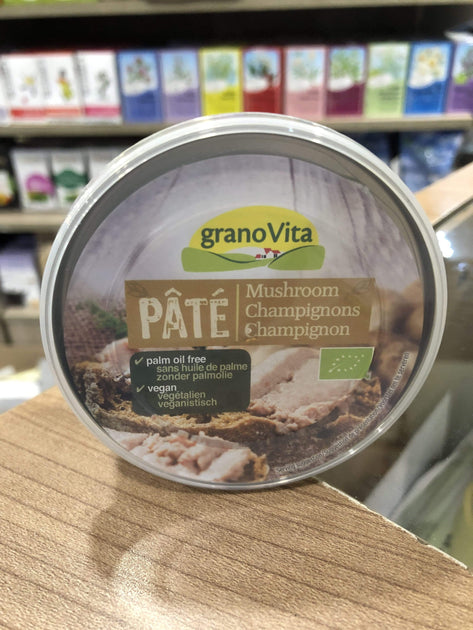 granoVita
PÂTÉ
Mushroom
Champignons
Champignon
palm oil free
sans huile de palme
zonder palmolie
vegan
végétalien
veganistisch